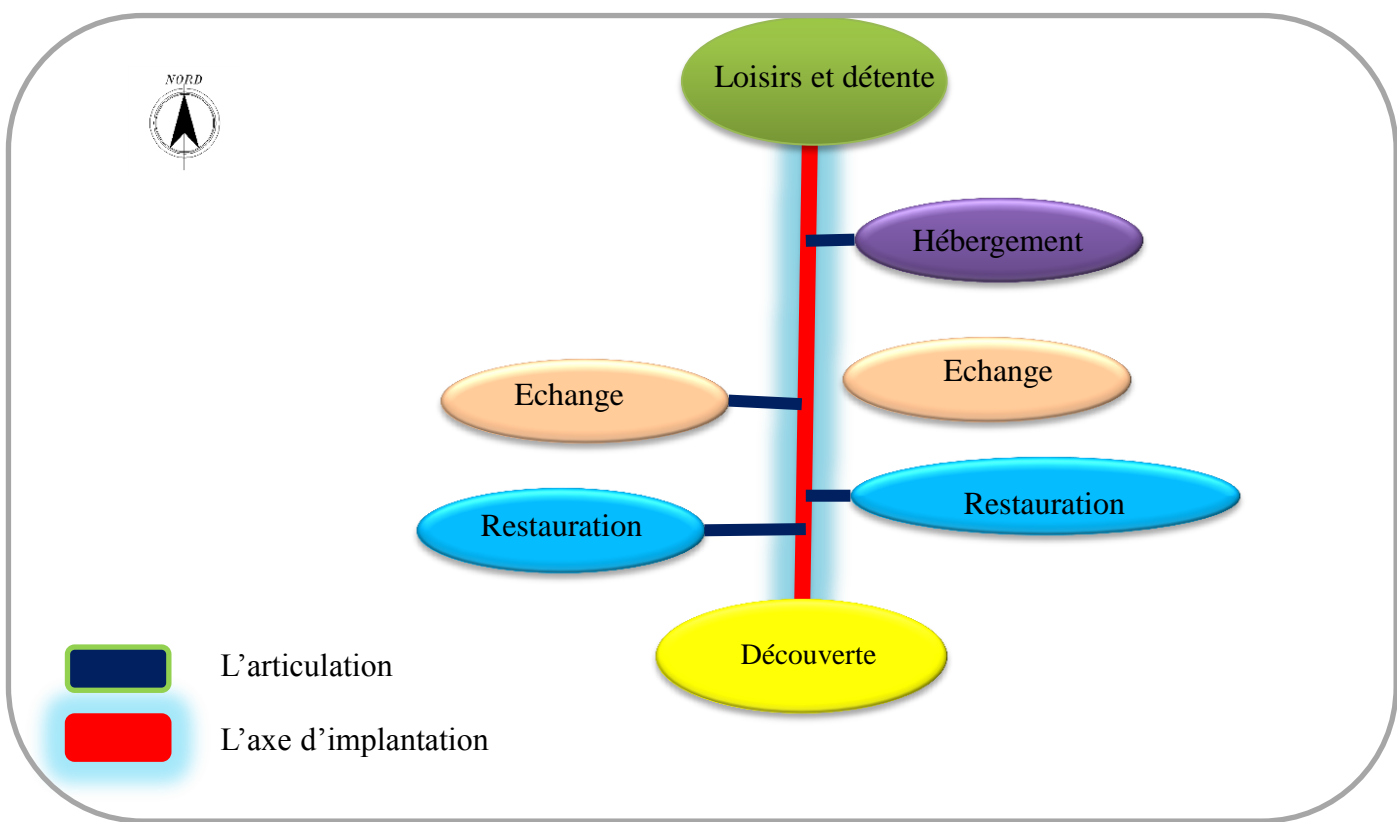 NORD
Loisirs et détente
Hébergement
Echange
Echange
Restauration
Restauration
Découverte
L'articulation
L'axe d'implantation